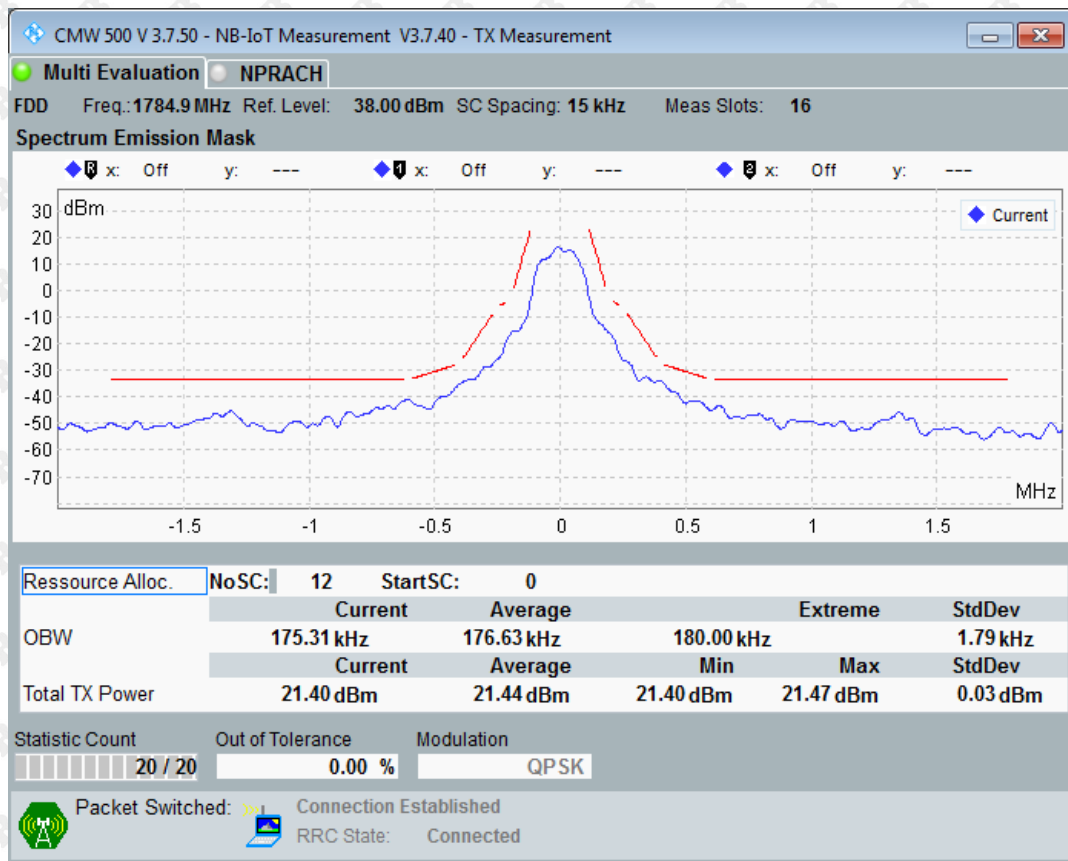 CMW 500 V 3.7.50 - NB-IoT Measurement V3.7.40 - TX Measurement
Multi Evaluation NPRACH
FDD Freq.: 1784.9 MHz Ref. Level: 38.00 dBm SC Spacing: 15 kHz Meas Slots: 16
Spectrum Emission Mask
R x: Off y: --- 1 x: Off y: --- 2 x: Off y: ---
dBm
Current
30
20
10
0
-10
-20
-30
-40
-50
-60
-70
MHz
-1.5 -1 -0.5 0 0.5 1 1.5
Ressource Alloc. NoSC: 12 StartSC: 0
Current Average Extreme StdDev
OBW 175.31 kHz 176.63 kHz 180.00 kHz 1.79 kHz
Current Average Min Max StdDev
Total TX Power 21.40 dBm 21.44 dBm 21.40 dBm 21.47 dBm 0.03 dBm
Statistic Count Out of Tolerance Modulation
20 / 20 0.00 % QPSK
Packet Switched: Connection Established
RRC State: Connected